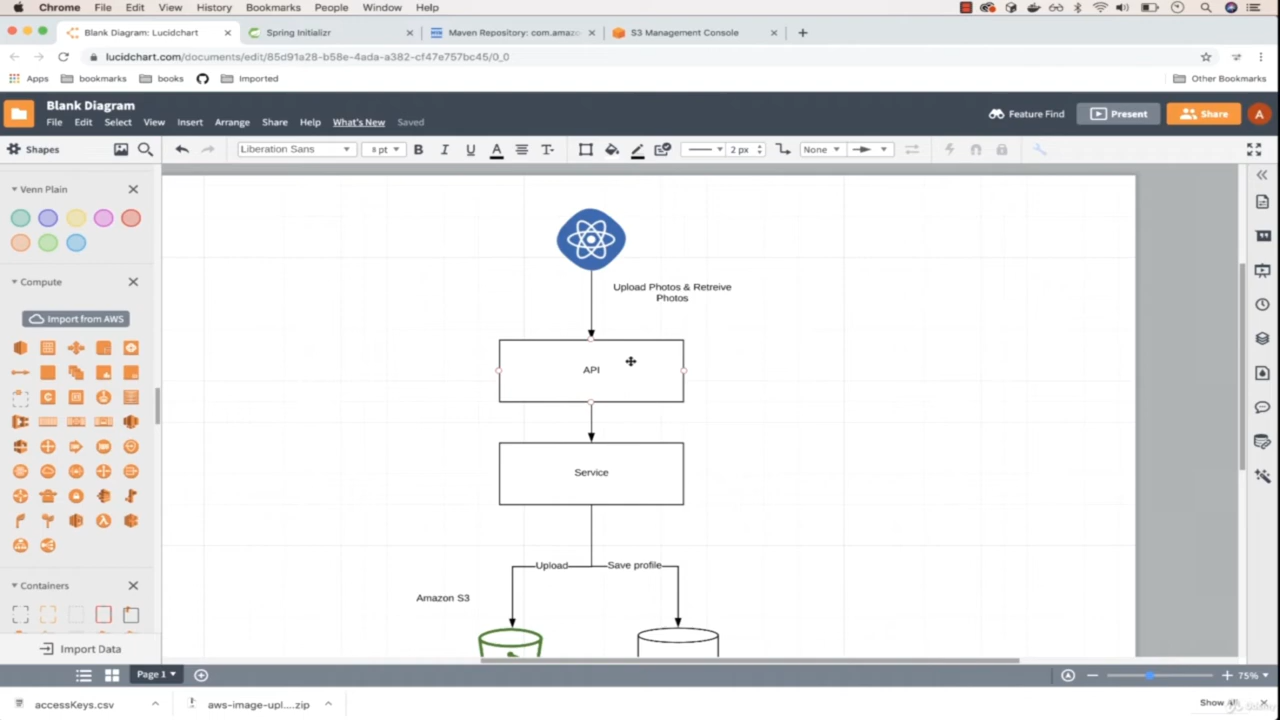 Chrome File Edit View History Bookmarks People Window Help
Blank Diagram: Lucidchart
Spring Initializr
Maven Repository: com.amazo
S3 Management Console
lucidchart.com/documents/edit/85d91a28-b58e-4ada-a382-cf47e757bc45/0_0
Apps bookmarks books Imported Other Bookmarks
Blank Diagram
File Edit Select View Insert Arrange Share Help What's New Saved
Feature Find Present Share A
Shapes Liberation Sans 8 pt B I U A T 2 px None
Venn Plain
Compute
Import from AWS
Containers
Import Data
Upload Photos & Retreive
Photos
API
Service
Upload Save profile
Amazon S3
Page 1 75%
accessKeys.csv aws-image-upl....zip Show All